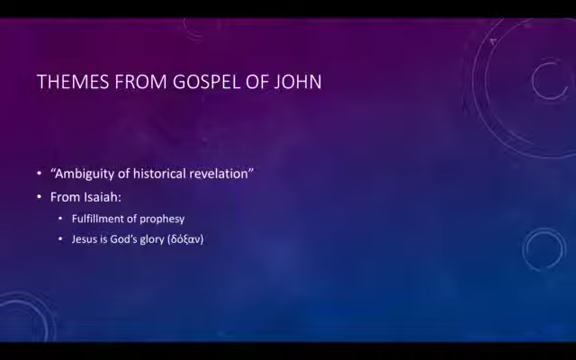 THEMES FROM GOSPEL OF JOHN
• "Ambiguity of historical revelation"
• From Isaiah:
• Fulfillment of prophesy
• Jesus is God's glory (δόξαν)